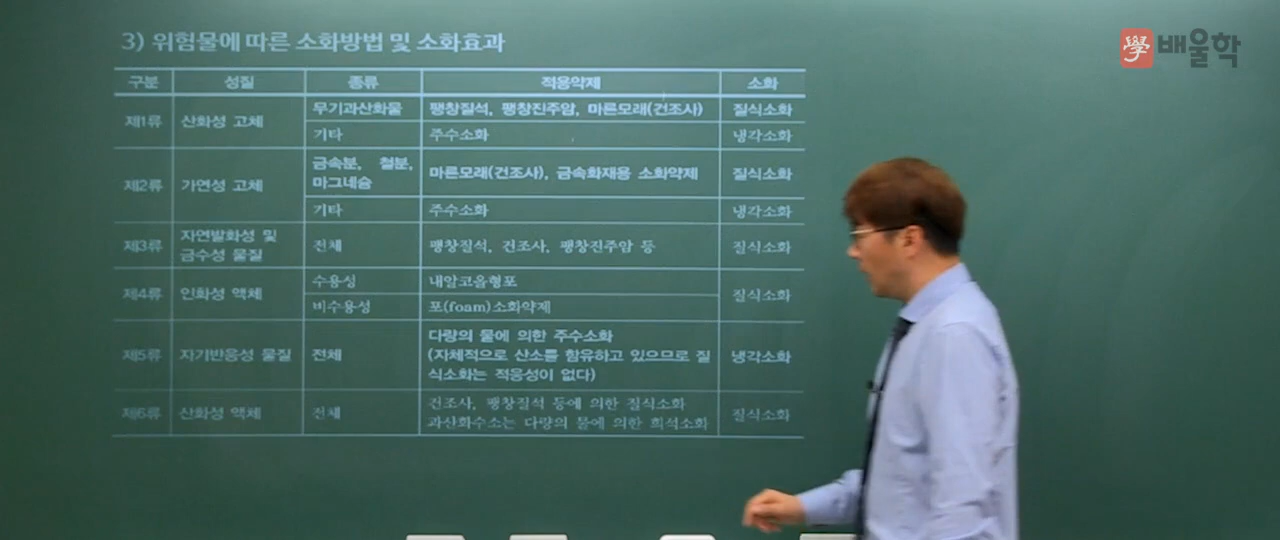 3) 위험물에 따른 소화방법 및 소화효과
學 배울학
구분 성질 종류 적응약제 소화
제1류 산화성 고체 무기과산화물 팽창질석, 팽창진주암, 마른모래(건조사) 질식소화
기타 주수소화 냉각소화
제2류 가연성 고체 금속분, 철분,
마그네슘 마른모래(건조사), 금속화재용 소화약제 질식소화
기타 주수소화 냉각소화
제3류 자연발화성 및
금수성 물질 전체 팽창질석, 건조사, 팽창진주암 등 질식소화
제4류 인화성 액체 수용성 내알코올형포 질식소화
비수용성 포(foam)소화약제
제5류 자기반응성 물질 전체 다량의 물에 의한 주수소화
(자체적으로 산소를 함유하고 있으므로 질
식소화는 적응성이 없다) 냉각소화
제6류 산화성 액체 전체 건조사, 팽창질석 등에 의한 질식소화
과산화수소는 다량의 물에 의한 희석소화 질식소화